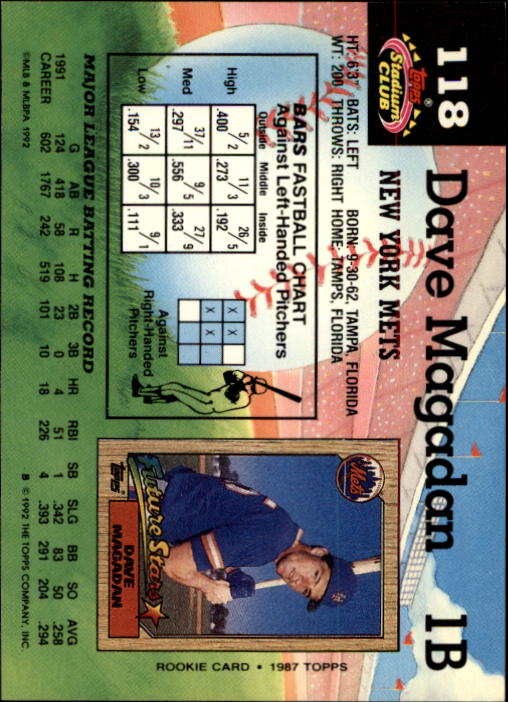 118
Topps®
Stadium
CLUB
Dave Magadan 1B
NEW YORK METS
HT: 6'3" BATS: LEFT BORN: 9-30-62, TAMPA, FLORIDA
WT: 200 THROWS: RIGHT HOME: TAMPS, FLORIDA
BARS FASTBALL CHART
Against Left-Handed Pitchers
Outside Middle Inside
High 5/2 .400 11/3 .273 26/5 .192
Med 37/11 .297 9/5 .556 27/9 .333
Low 13/2 .154 10/3 .300 9/1 .111
X X
X X
Against
Right-Handed
Pitchers
Mets
Future Stars
topps
DAVE
MAGADAN
ROOKIE CARD • 1987 TOPPS
MAJOR LEAGUE BATTING RECORD
G AB R H 2B 3B HR RBI SB SLG BB SO AVG
1991 124 418 58 108 23 0 4 51 1 .342 83 50 .258
CAREER 602 1767 242 519 101 10 18 226 4 .393 291 204 .294
©MLB & MLBPA 1992
B © 1992 THE TOPPS COMPANY, INC.